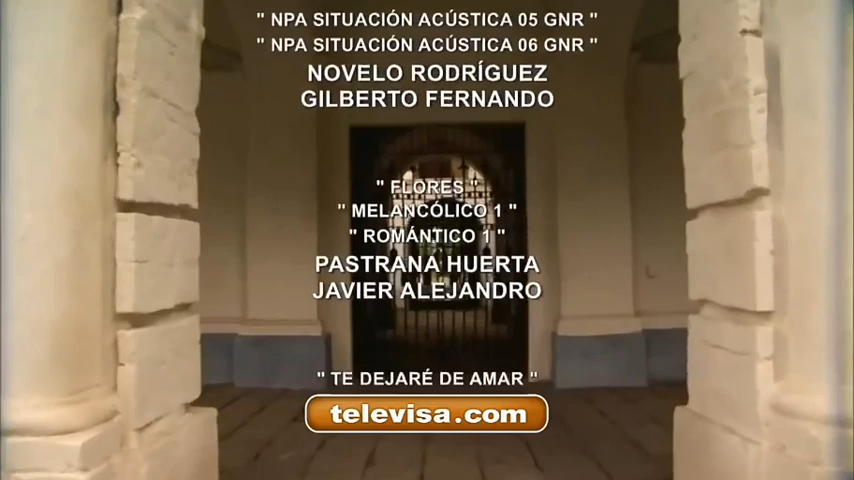 " NPA SITUACIÓN ACÚSTICA 05 GNR "
" NPA SITUACIÓN ACÚSTICA 06 GNR "
NOVELO RODRÍGUEZ
GILBERTO FERNANDO
" FLORES "
" MELANCÓLICO 1 "
" ROMÁNTICO 1 "
PASTRANA HUERTA
JAVIER ALEJANDRO
" TE DEJARÉ DE AMAR "
televisa.com